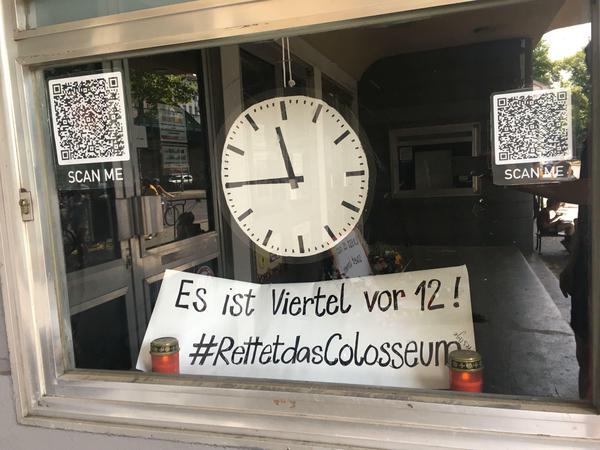 SCAN ME
SCAN ME
Es ist Viertel vor 12!
#RettetdasColosseum